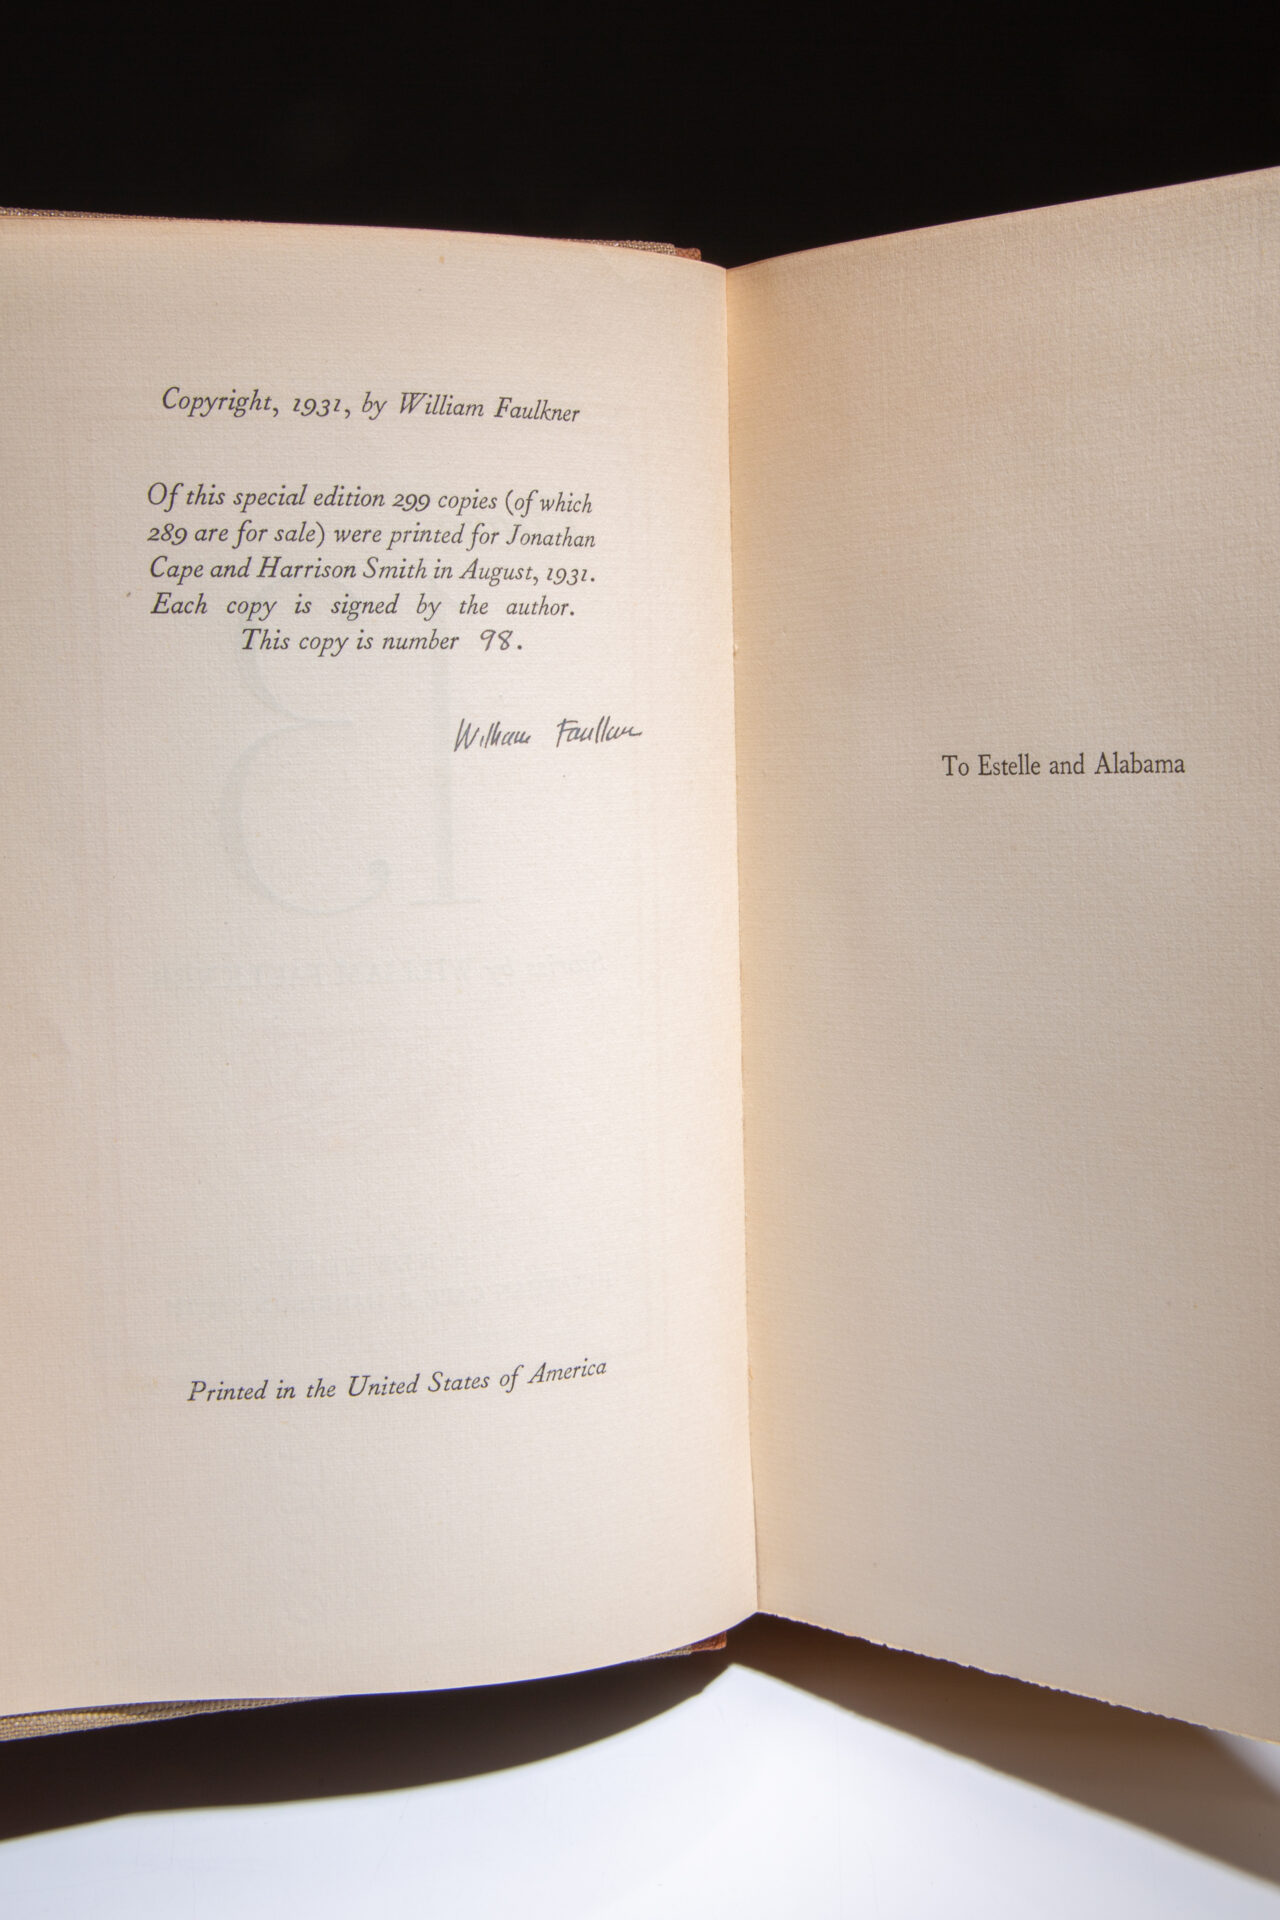 Copyright, 1931, by William Faulkner
Of this special edition 299 copies (of which
289 are for sale) were printed for Jonathan
Cape and Harrison Smith in August, 1931.
Each copy is signed by the author.
This copy is number 98.
William Faulkner
Printed in the United States of America
To Estelle and Alabama